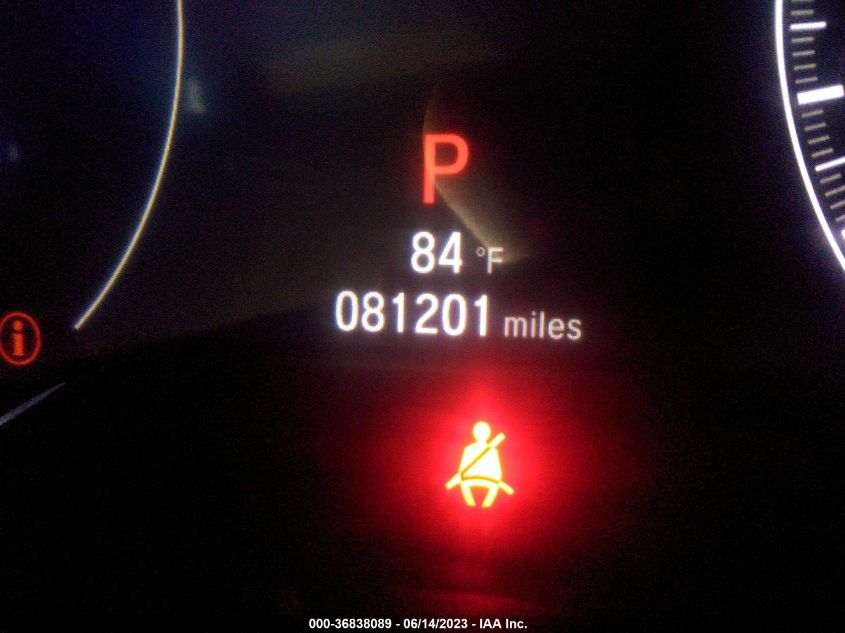 P
84 °F
081201 miles
i
000-36838089 - 06/14/2023 - IAA Inc.